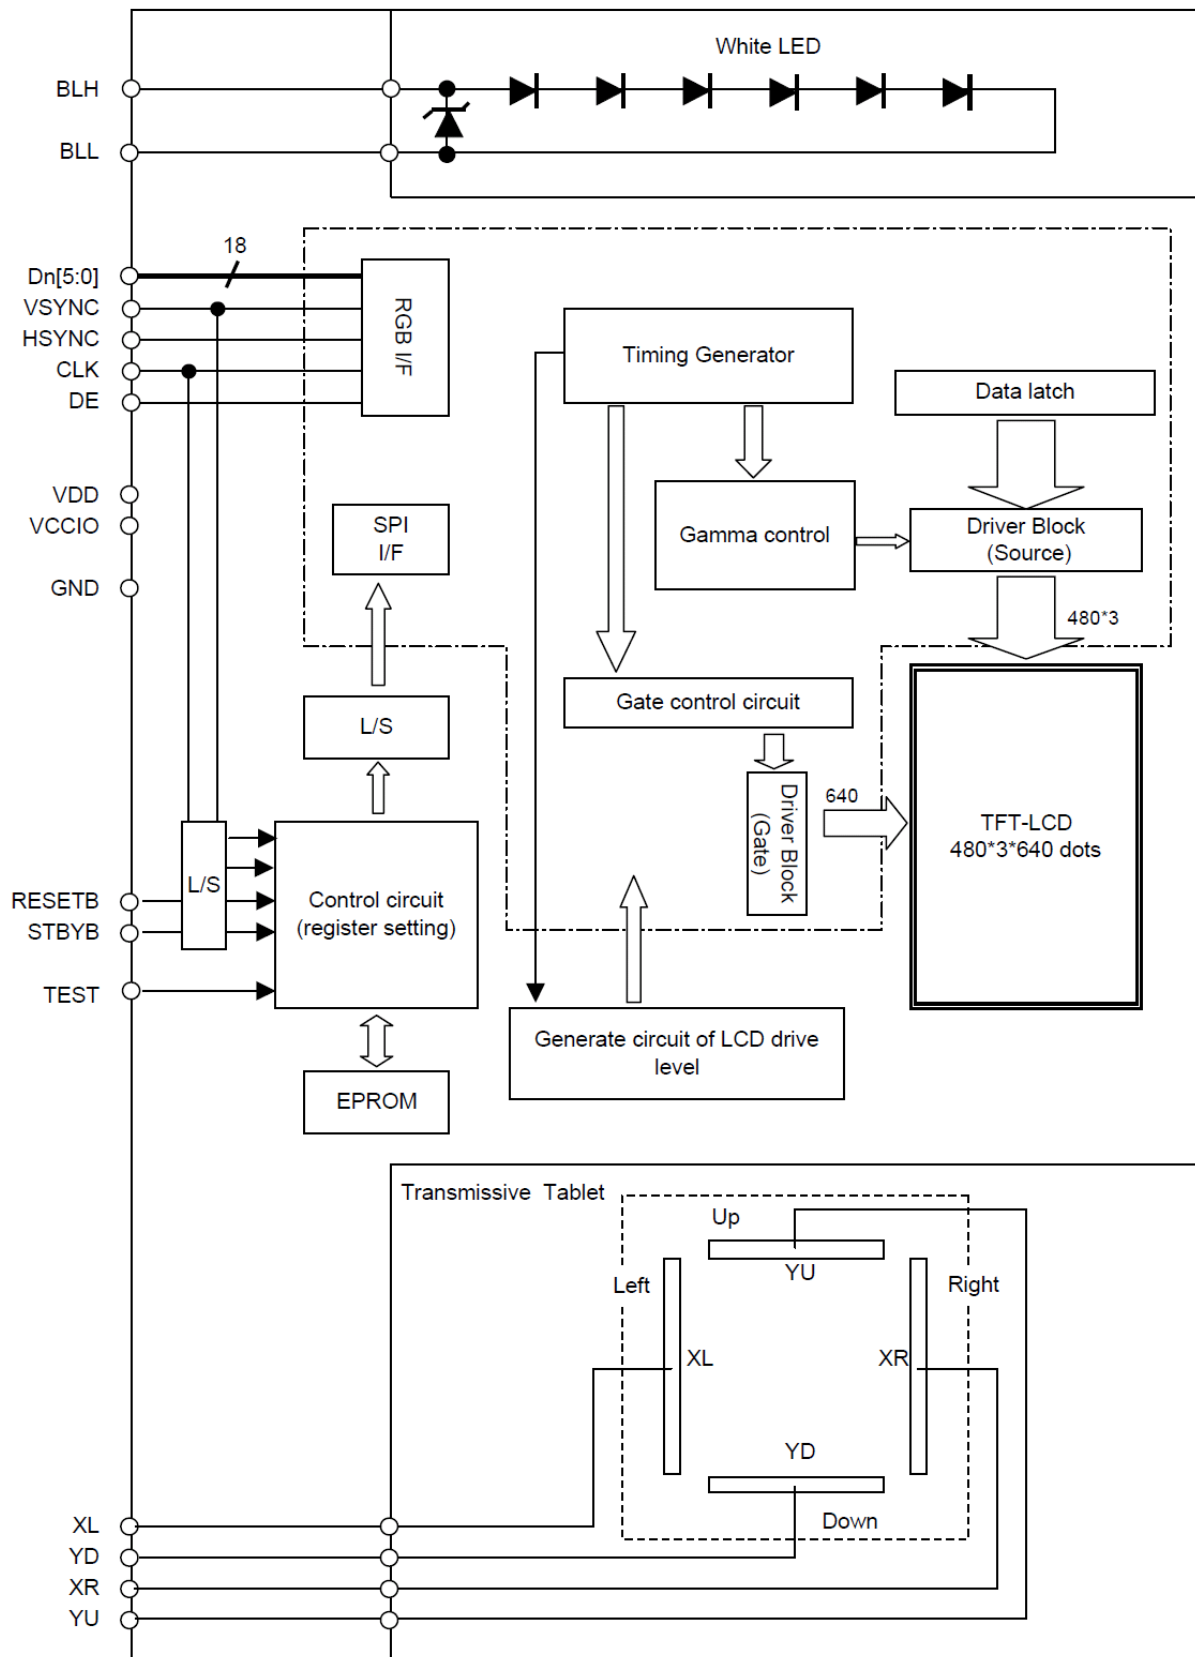 White LED
BLH
BLL
18
Dn[5:0]
VSYNC
HSYNC
CLK
DE
RGB I/F
Timing Generator
Data latch
VDD
VCCIO
GND
SPI
I/F
Gamma control
Driver Block
(Source)
480*3
L/S
Gate control circuit
Driver Block
(Gate)
640
TFT-LCD
480*3*640 dots
L/S
RESETB
STBYB
TEST
Control circuit
(register setting)
Generate circuit of LCD drive
level
EPROM
Transmissive Tablet
Up
YU
Left
Right
XL
XR
YD
Down
XL
YD
XR
YU